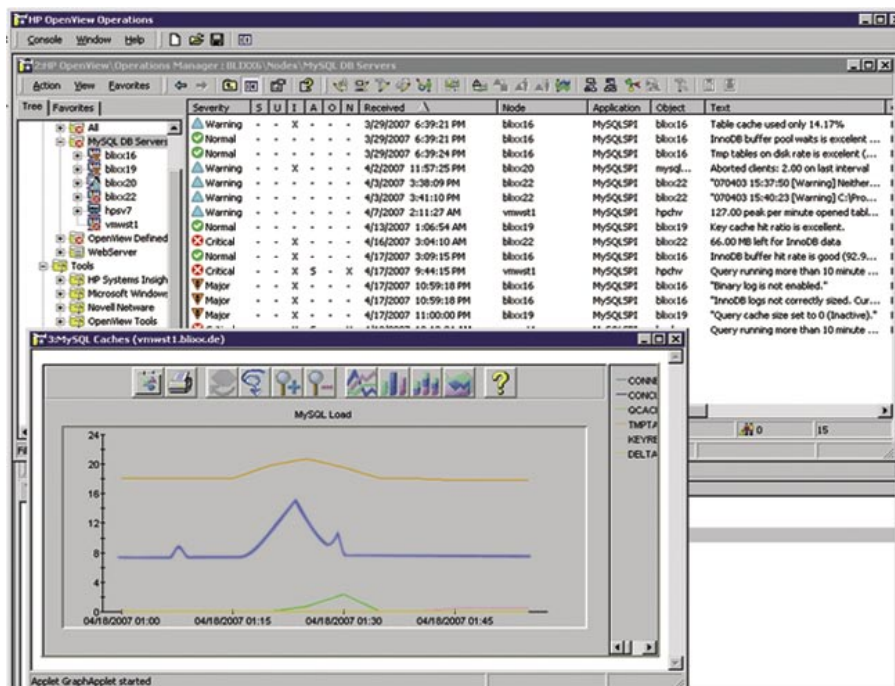 HP OpenView Operations
Console Window Help
2:HP OpenView\Operations Manager : BLIXX6\Nodes\MySQL DB Servers
Action View Favorites
Tree Favorites
Severity S U I A O N Received Node Application Object Text
All
MySQL DB Servers
blixx16
blixx19
blixx20
blixx22
hpsv7
vmwst1
OpenView Defined
WebServer
Tools
HP Systems Insigh
Microsoft Windows
Novell Netware
OpenView Tools
Warning - - X - - - 3/29/2007 6:39:21 PM blixx16 MySQLSPI blixx16 Table cache used only 14.17%
Normal - - - - - - 3/29/2007 6:39:21 PM blixx16 MySQLSPI blixx16 InnoDB buffer pool waits is excelent ...
Normal - - - - - - 3/29/2007 6:39:24 PM blixx16 MySQLSPI blixx16 Tmp tables on disk rate is excelent (...
Warning - - X - - - 4/2/2007 11:57:25 PM blixx20 MySQLSPI mysql... Aborted clients: 2.00 on last interval
Warning - - - - - - 4/3/2007 3:38:09 PM blixx22 MySQLSPI blixx22 "070403 15:37:50 [Warning] Neither...
Warning - - - - - - 4/3/2007 3:41:10 PM blixx22 MySQLSPI blixx22 "070403 15:40:23 [Warning] C:\Pro...
Warning - - - - - - 4/7/2007 2:11:27 AM vmwst1 MySQLSPI hpchv 127.00 peak per minute opened tabl...
Normal - - - - - - 4/13/2007 1:06:54 AM blixx19 MySQLSPI blixx19 Key cache hit ratio is excelent.
Critical - - X - - - 4/16/2007 3:04:10 AM blixx22 MySQLSPI blixx22 66.00 MB left for InnoDB data
Normal - - X - - - 4/17/2007 3:09:15 PM blixx16 MySQLSPI blixx16 InnoDB buffer hit rate is good (92.9...
Critical - - X S - X 4/17/2007 9:44:15 PM vmwst1 MySQLSPI hpchv Query running more than 10 minute ...
Major - - X - - - 4/17/2007 10:59:18 PM blixx16 MySQLSPI blixx16 "Binary log is not enabled."
Major - - X - - - 4/17/2007 10:59:18 PM blixx16 MySQLSPI blixx16 "InnoDB logs not correctly sized. Cur...
Major - - X - - - 4/17/2007 11:00:00 PM blixx19 MySQLSPI blixx19 "Query cache size set to 0 (Inactive)."
Query running more than 10 minute ...
0 15
3:MySQL Caches (vmwst1.blixx.de)
MySQL Load
CONNE
CONCU
QCACH
TMPTA
KEYRE
DELTA
24
20
16
12
8
4
0
04/18/2007 01:00 04/18/2007 01:15 04/18/2007 01:30 04/18/2007 01:45
Applet GraphApplet started